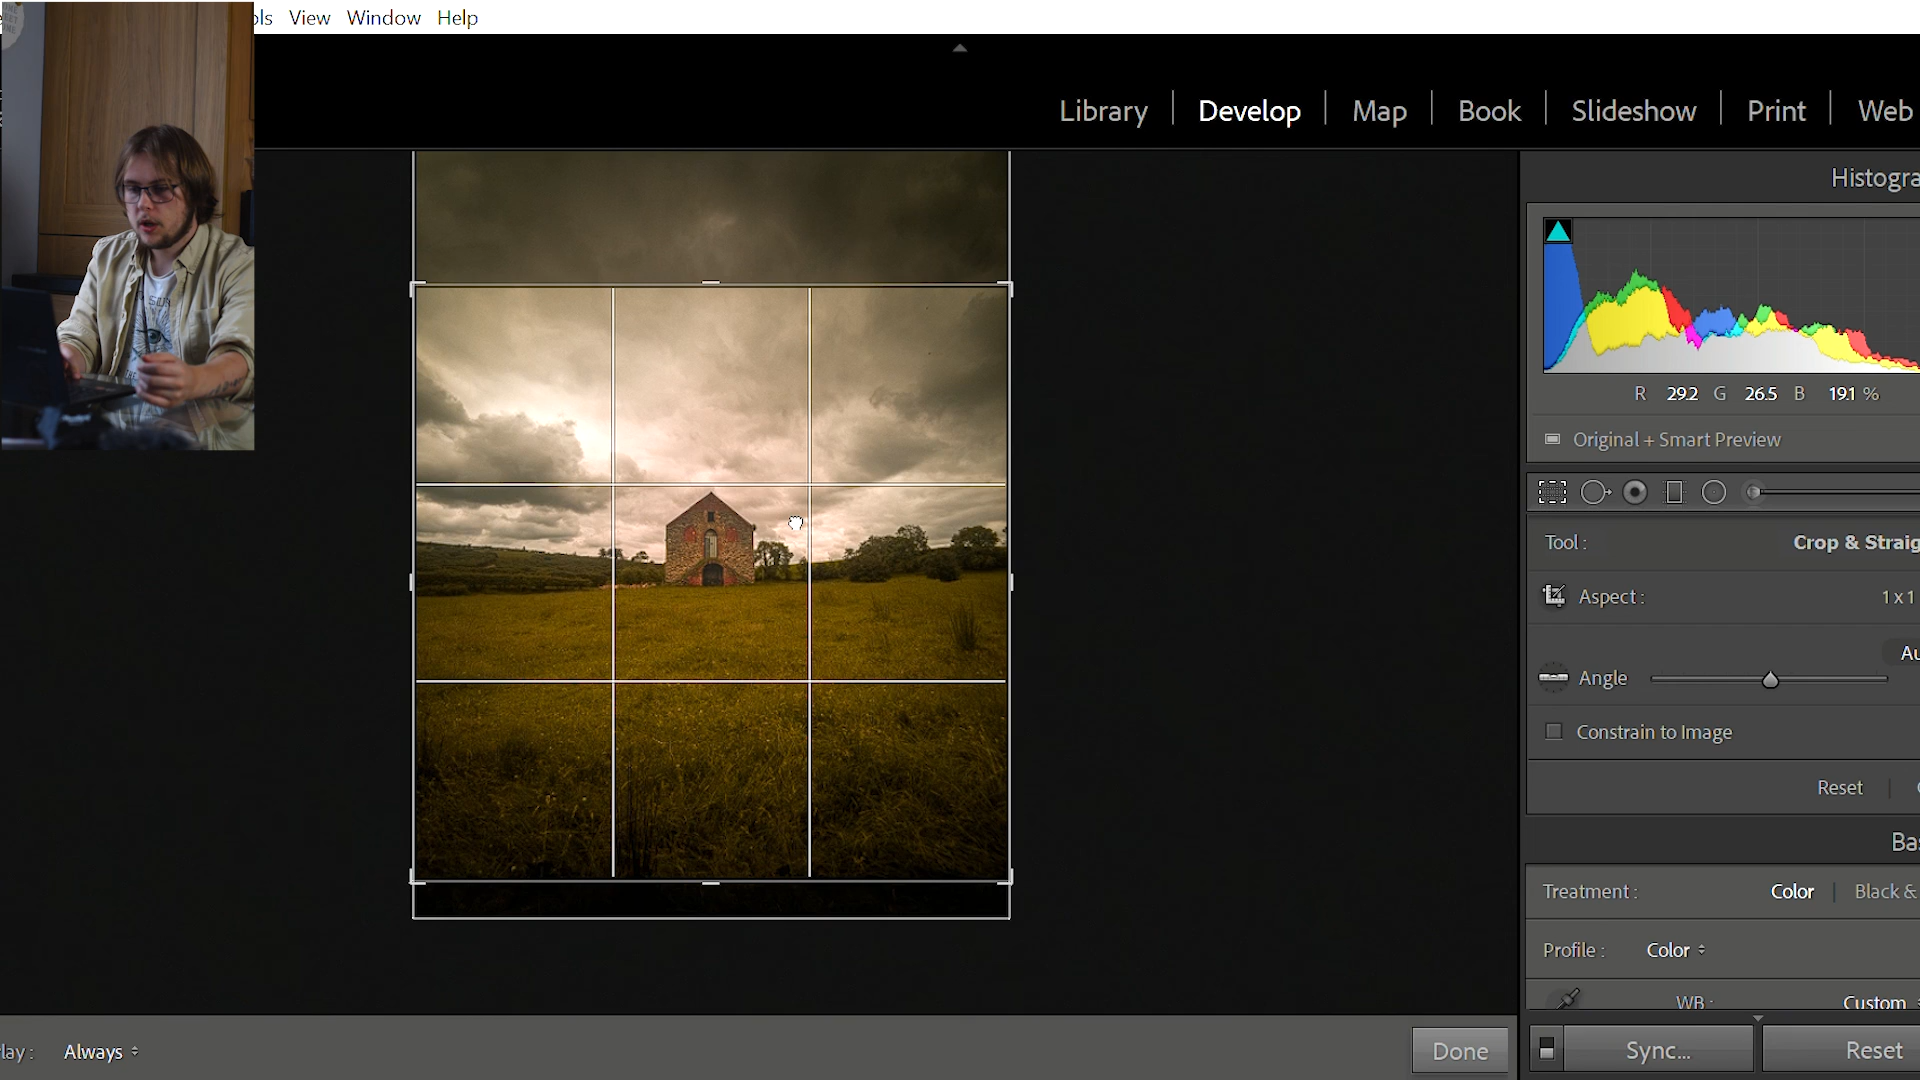 ols View Window Help
Library Develop Map Book Slideshow Print Web
Histogra
R 29.2 G 26.5 B 19.1 %
Original + Smart Preview
Tool : Crop & Straig
Aspect : 1 x 1
Au
Angle
Constrain to Image
Reset
Bas
Treatment : Color Black &
Profile : Color
WB : Custom
lay : Always Done Sync... Reset